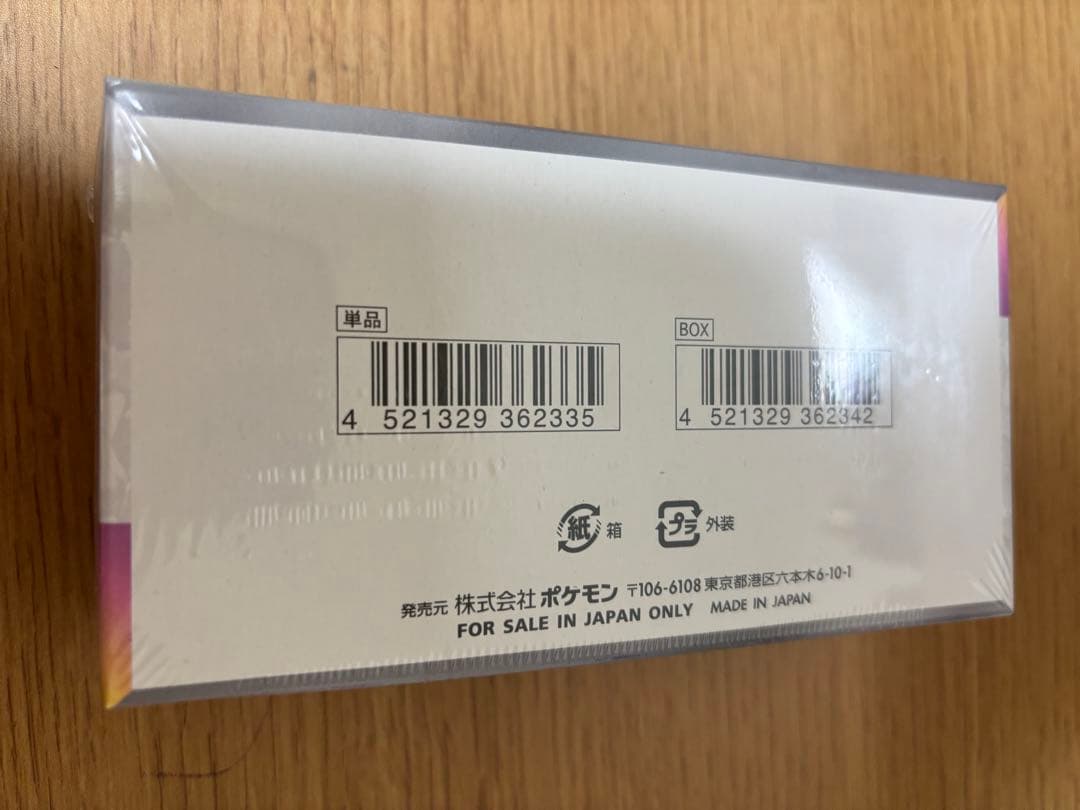 単品
4 521329 362335
BOX
4 521329 362342
紙 箱
プラ 外装
発売元 株式会社ポケモン 〒106-6108 東京都港区六本木6-10-1
FOR SALE IN JAPAN ONLY MADE IN JAPAN